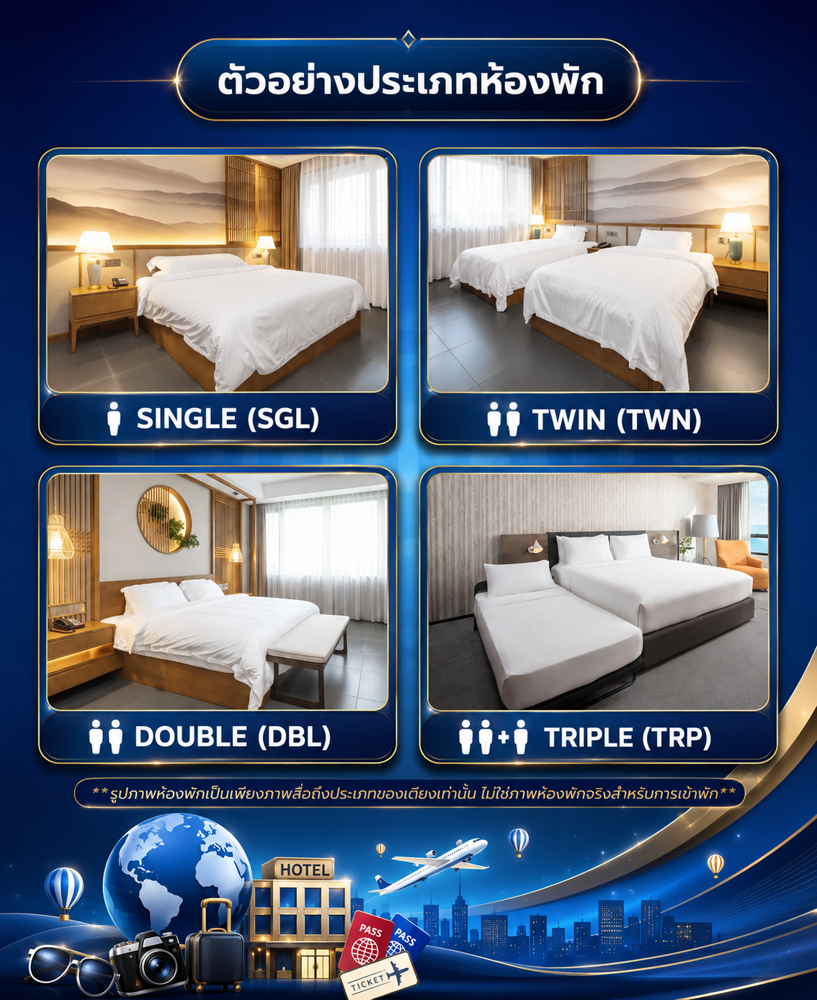 ตัวอย่างประเภทห้องพัก
SINGLE (SGL)
TWIN (TWN)
DOUBLE (DBL)
+ TRIPLE (TRP)
**รูปภาพห้องพักเป็นเพียงภาพสื่อถึงประเภทของเตียงเท่านั้น ไม่ใช่ภาพห้องพักจริงสำหรับการเข้าพัก**
HOTEL
PASS
PASS
TICKET